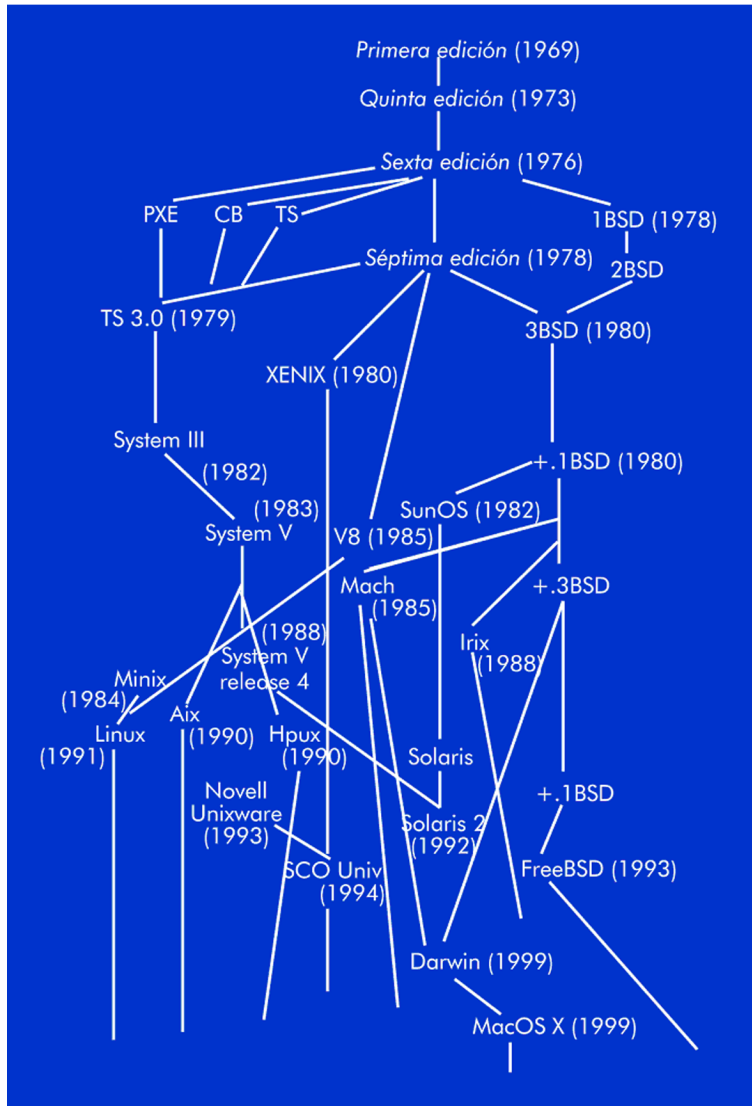 Primera edición (1969)
Quinta edición (1973)
Sexta edición (1976)
PXE
CB
TS
1BSD (1978)
Séptima edición (1978)
2BSD
TS 3.0 (1979)
3BSD (1980)
XENIX (1980)
System III
(1982)
+.1BSD (1980)
(1983)
System V
SunOS (1982)
V8 (1985)
Mach
(1985)
+.3BSD
(1988)
System V
release 4
Irix
(1988)
Minix
(1984)
Linux
(1991)
Aix
(1990)
Hpux
(1990)
Solaris
Novell
Unixware
(1993)
+.1BSD
Solaris 2
(1992)
SCO Univ
(1994)
FreeBSD (1993)
Darwin (1999)
MacOS X (1999)